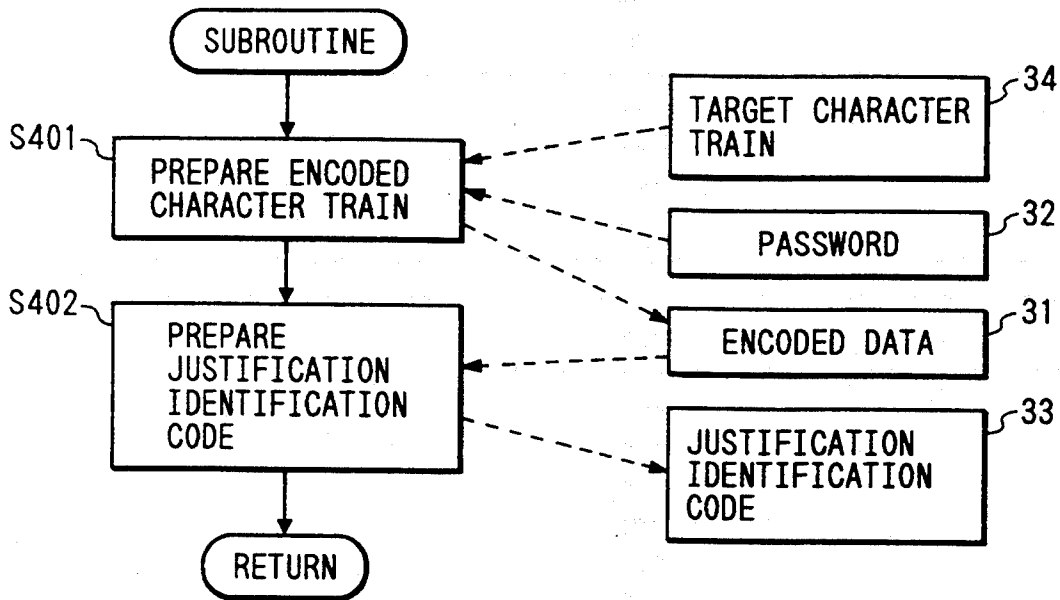 SUBROUTINE
S401
PREPARE ENCODED
CHARACTER TRAIN
S402
PREPARE
JUSTIFICATION
IDENTIFICATION
CODE
RETURN
34
TARGET CHARACTER
TRAIN
32
PASSWORD
31
ENCODED DATA
33
JUSTIFICATION
IDENTIFICATION
CODE